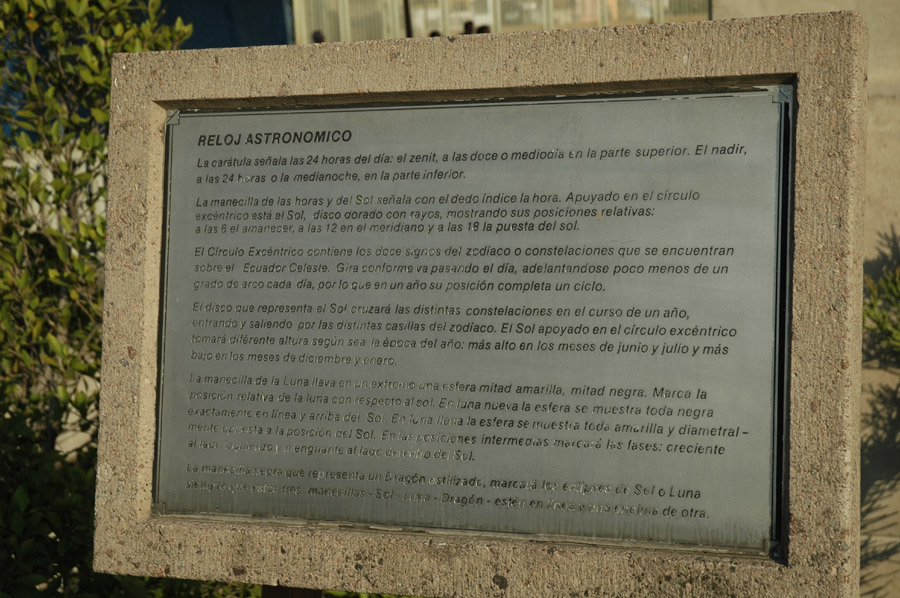 RELOJ ASTRONOMICO
La carátula señala las 24 horas del día: el zenit, a las doce o mediodía en la parte superior. El nadir,
a las 24 horas o la medianoche, en la parte inferior.
La manecilla de las horas y del Sol señala con el dedo índice la hora. Apoyado en el círculo
excéntrico está el Sol, disco dorado con rayos, mostrando sus posiciones relativas:
a las 6 el amanecer, a las 12 en el meridiano y a las 18 la puesta del sol.
El Círculo Excéntrico contiene los doce signos del zodíaco o constelaciones que se encuentran
sobre el Ecuador Celeste. Gira conforme va pasando el día, adelantandose poco menos de un
grado de arco cada día, por lo que en un año su posición completa un ciclo.
El disco que representa el Sol cruzará las distintas constelaciones en el curso de un año,
entrando y saliendo por las distintas casillas del zodíaco. El Sol apoyado en el círculo excéntrico
tomará diferente altura según sea la época del año: más alto en los meses de junio y julio y más
bajo en los meses de diciembre y enero.
La manecilla de la Luna lleva en un extremo una esfera mitad amarilla, mitad negra. Marca la
posición relativa de la luna con respecto al sol. En luna nueva la esfera se muestra toda negra
exactamente en línea y arriba del Sol. En luna llena la esfera se muestra toda amarilla y diametral-
mente opuesta a la posición del Sol. En las posiciones intermedias marcará las fases: creciente
al lado izquierdo y menguante al lado derecho del Sol.
La manecilla negra que representa un Dragón estilizado, marcará los eclipses de Sol o Luna
siempre que estas tres manecillas - Sol - Luna - Dragón - estén en línea y una encima de otra.